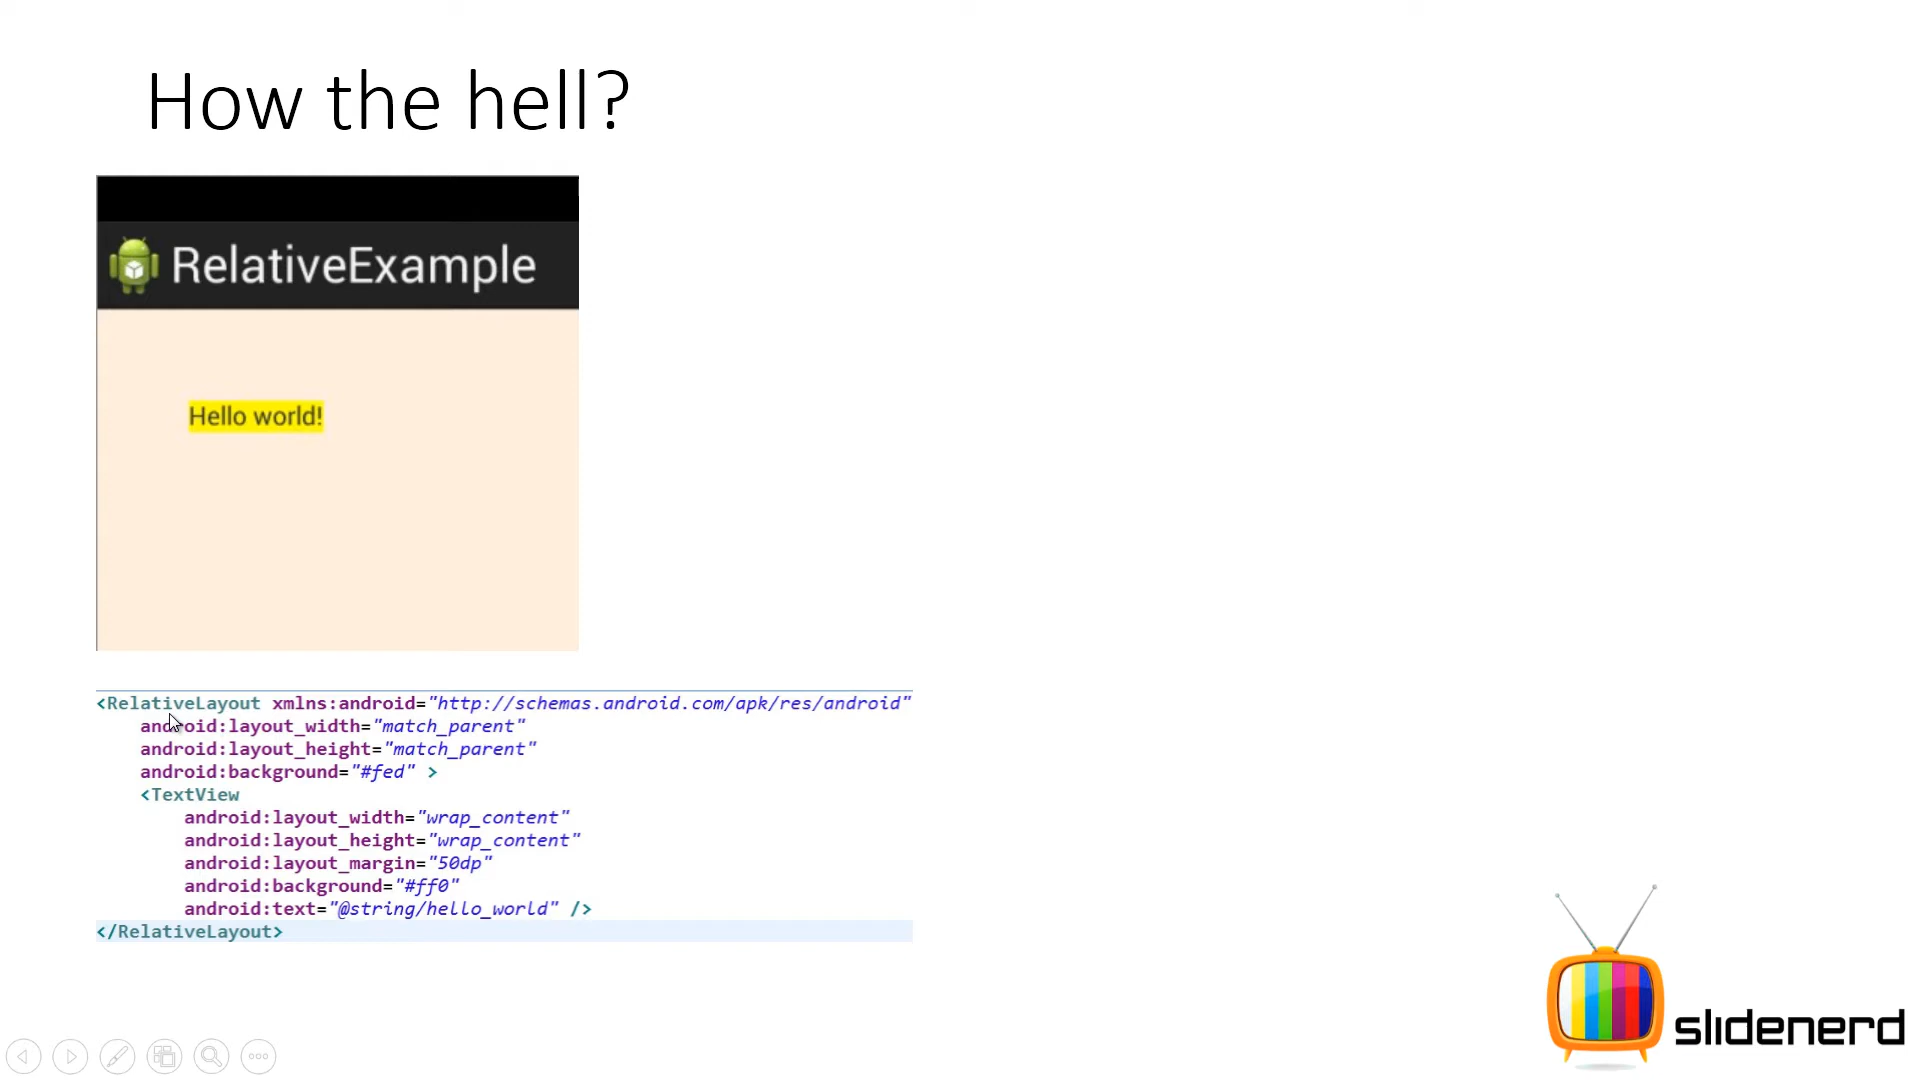 How the hell?
RelativeExample
Hello world!
<RelativeLayout xmlns:android="http://schemas.android.com/apk/res/android"
    android:layout_width="match_parent"
    android:layout_height="match_parent"
    android:background="#fed" >
    <TextView
        android:layout_width="wrap_content"
        android:layout_height="wrap_content"
        android:layout_margin="50dp"
        android:background="#ff0"
        android:text="@string/hello_world" />
</RelativeLayout>
slidenerd